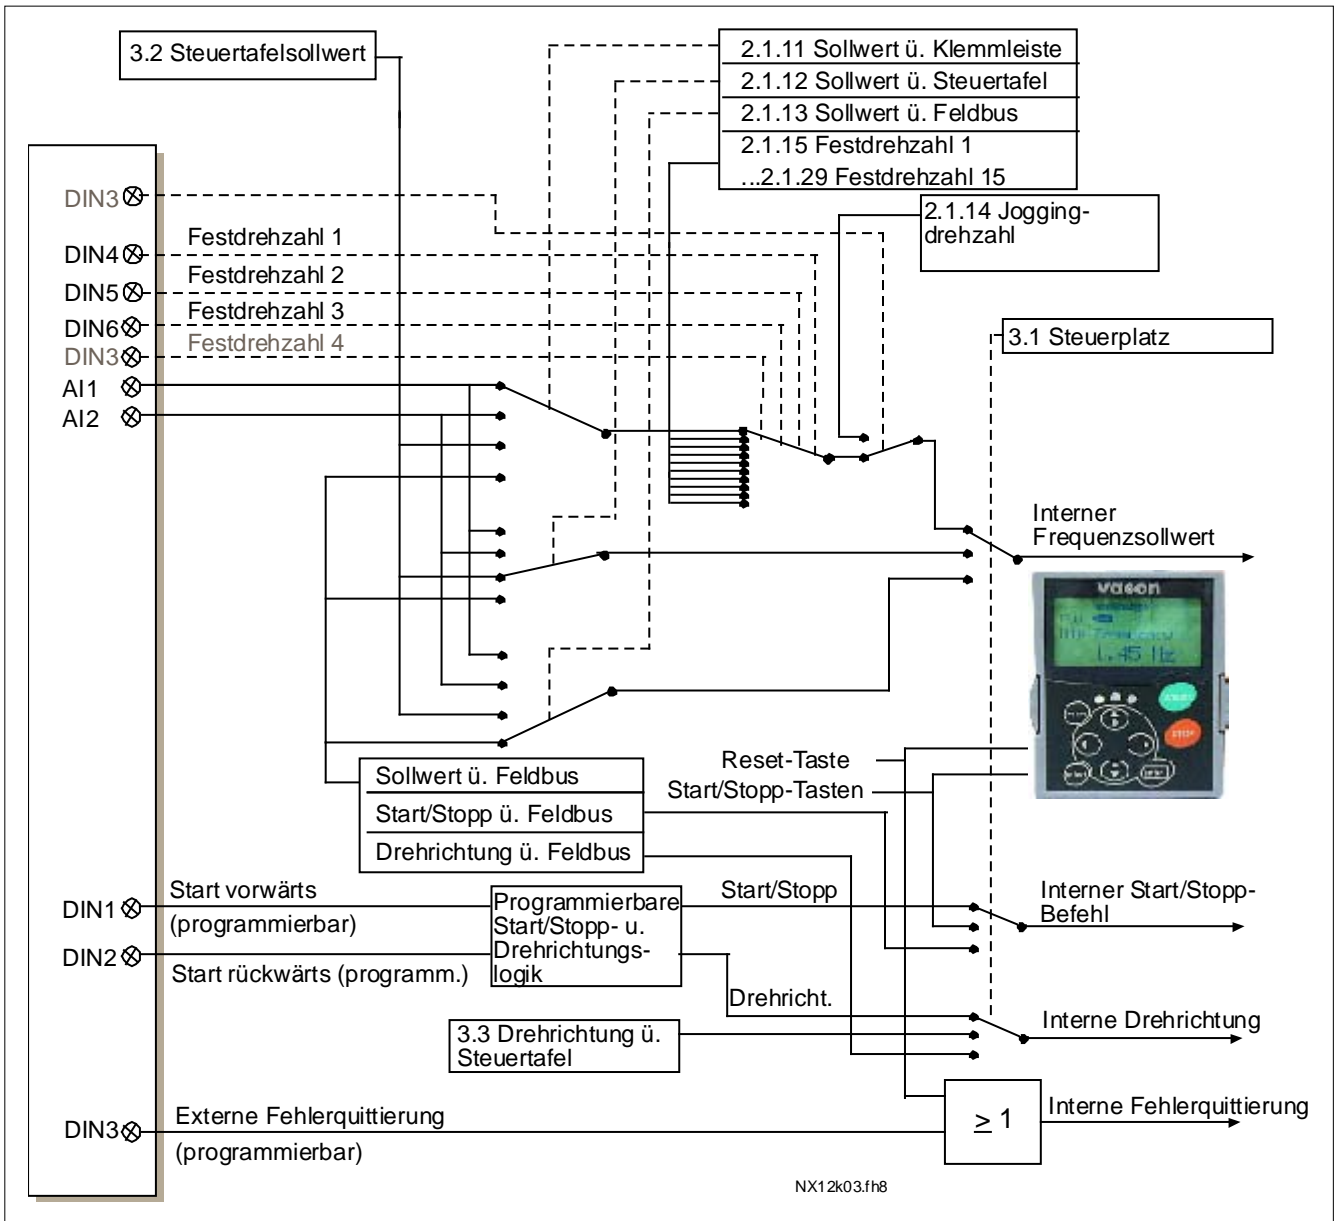 3.2 Steuertafelsollwert
2.1.11 Sollwert ü. Klemmleiste
2.1.12 Sollwert ü. Steuertafel
2.1.13 Sollwert ü. Feldbus
2.1.15 Festdrehzahl 1
...2.1.29 Festdrehzahl 15
2.1.14 Jogging-
drehzahl
DIN3
DIN4
Festdrehzahl 1
DIN5
Festdrehzahl 2
DIN6
Festdrehzahl 3
DIN3
Festdrehzahl 4
AI1
AI2
3.1 Steuerplatz
Interner
Frequenzsollwert
vacon
1.45 Hz
STOP
Reset-Taste
Start/Stopp-Tasten
Sollwert ü. Feldbus
Start/Stopp ü. Feldbus
Drehrichtung ü. Feldbus
DIN1
Start vorwärts
(programmierbar)
DIN2
Start rückwärts (programm.)
Programmierbare
Start/Stopp- u.
Drehrichtungs-
logik
Start/Stopp
Drehricht.
Interner Start/Stopp-
Befehl
3.3 Drehrichtung ü.
Steuertafel
Interne Drehrichtung
DIN3
Externe Fehlerquittierung
(programmierbar)
≥ 1
Interne Fehlerquittierung
NX12k03.fh8